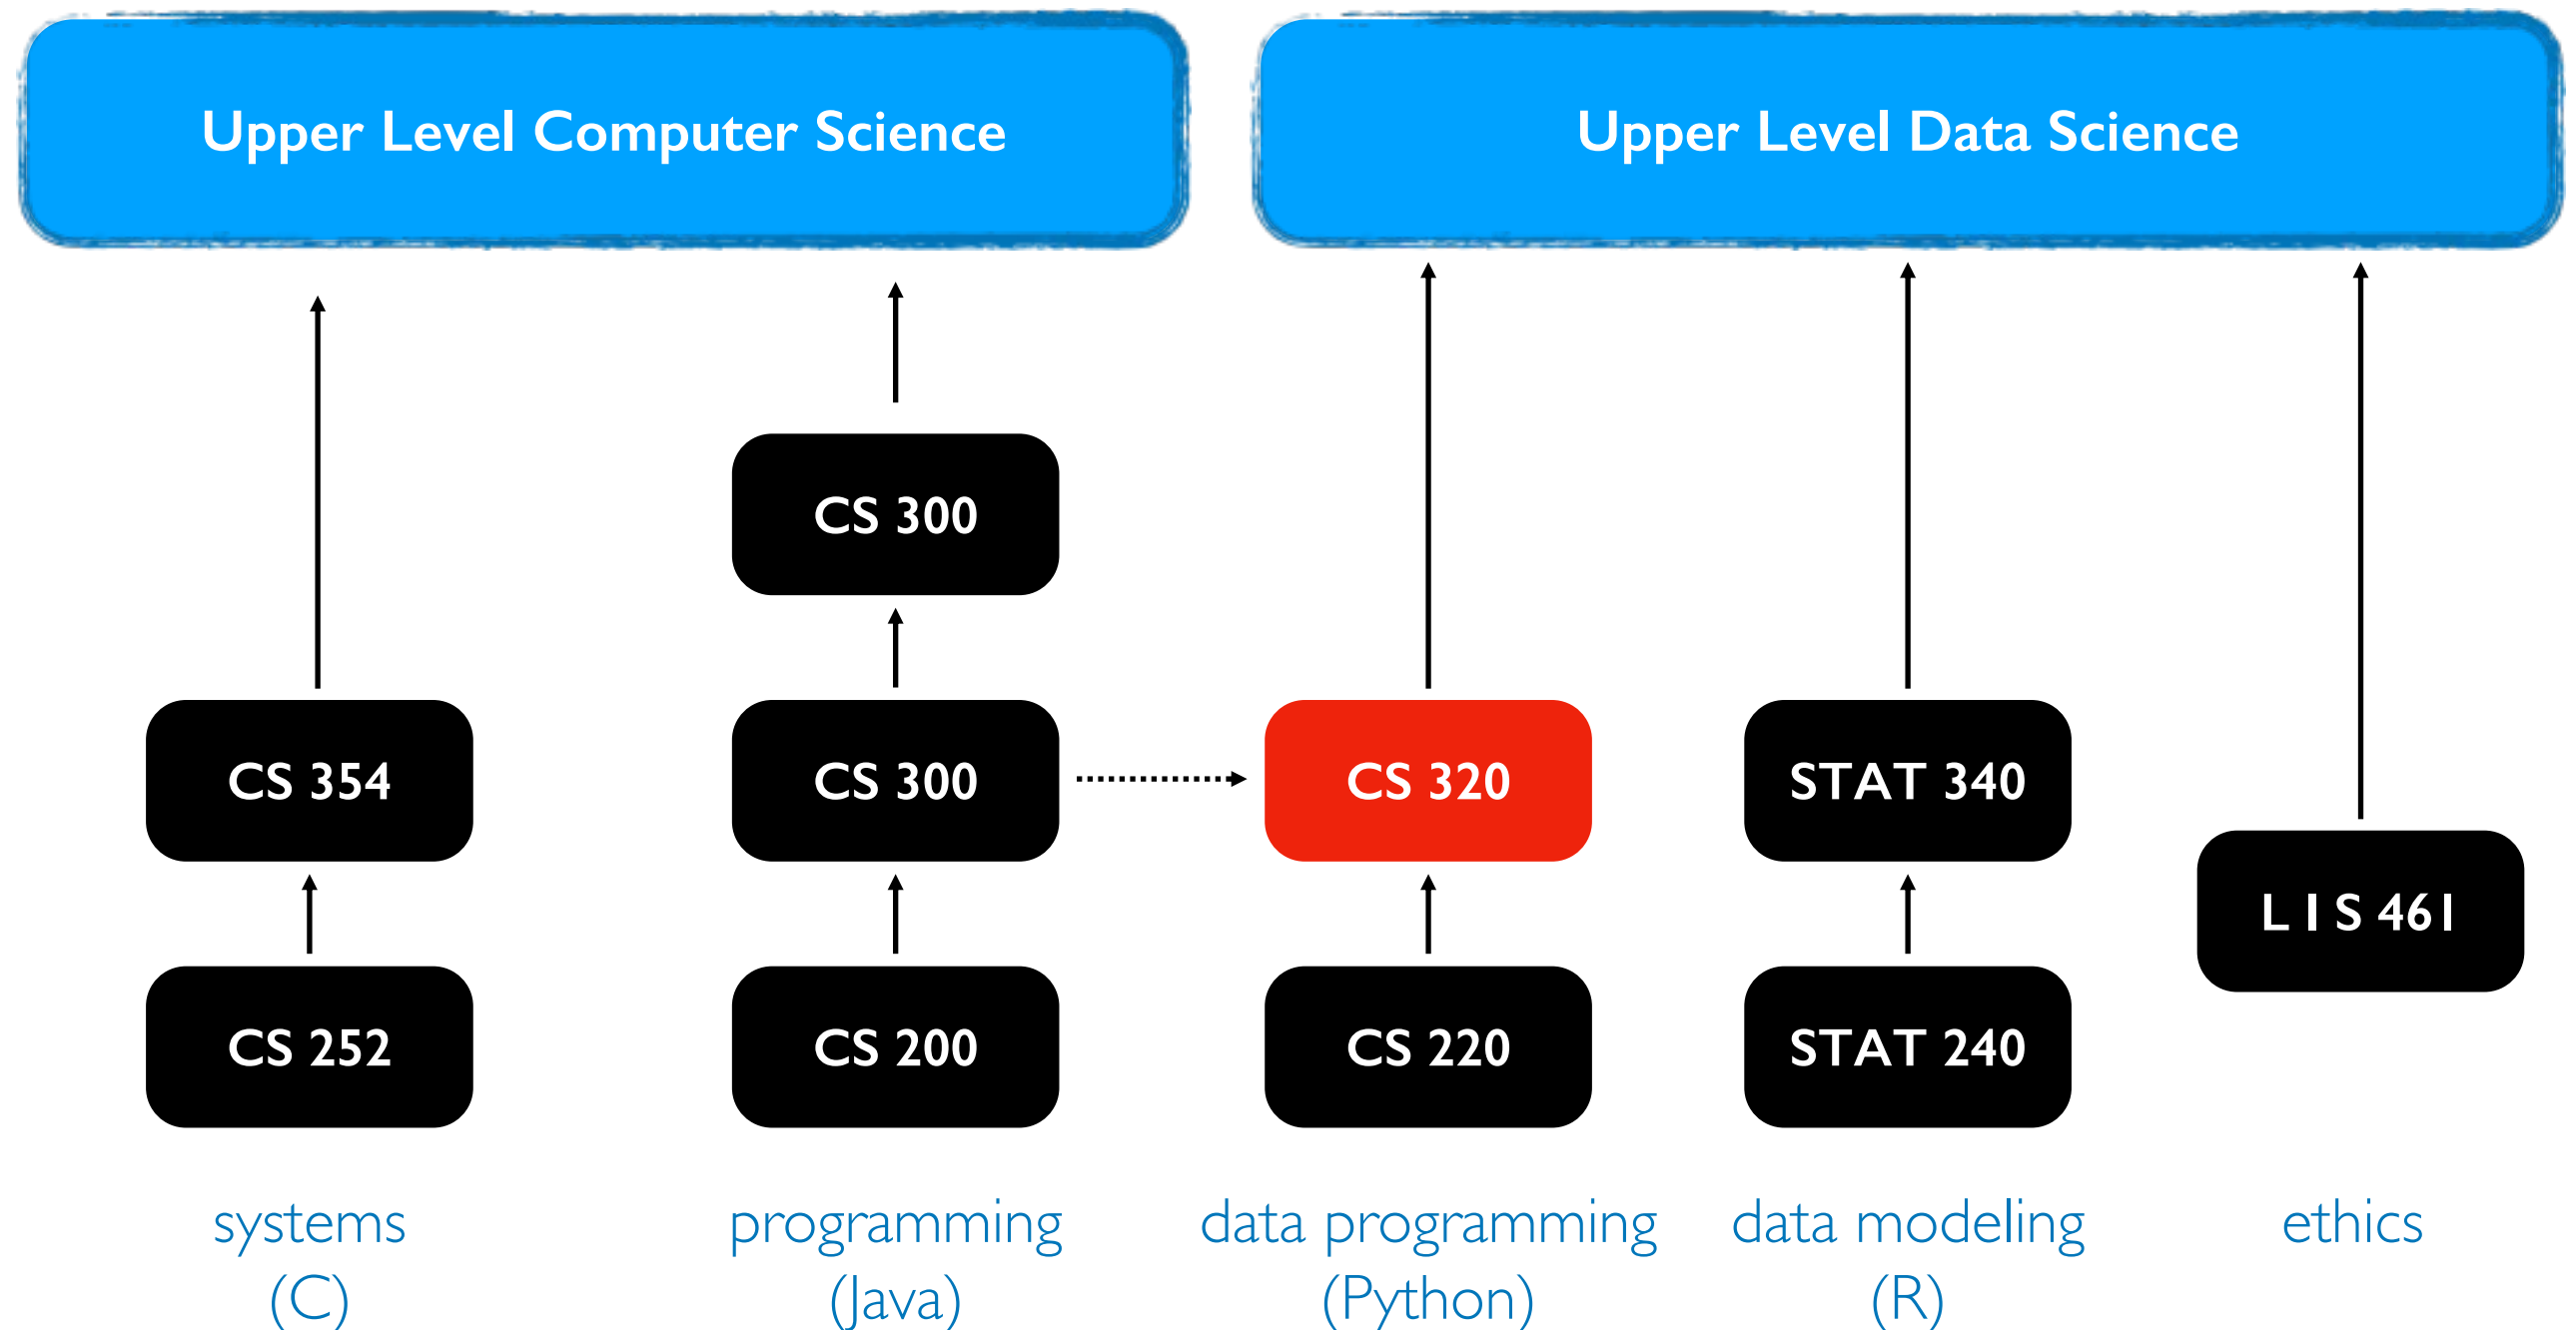 Upper Level Computer Science
Upper Level Data Science
CS 300
CS 354
CS 300
CS 320
STAT 340
L I S 461
CS 252
CS 200
CS 220
STAT 240
systems
(C)
programming
(Java)
data programming
(Python)
data modeling
(R)
ethics